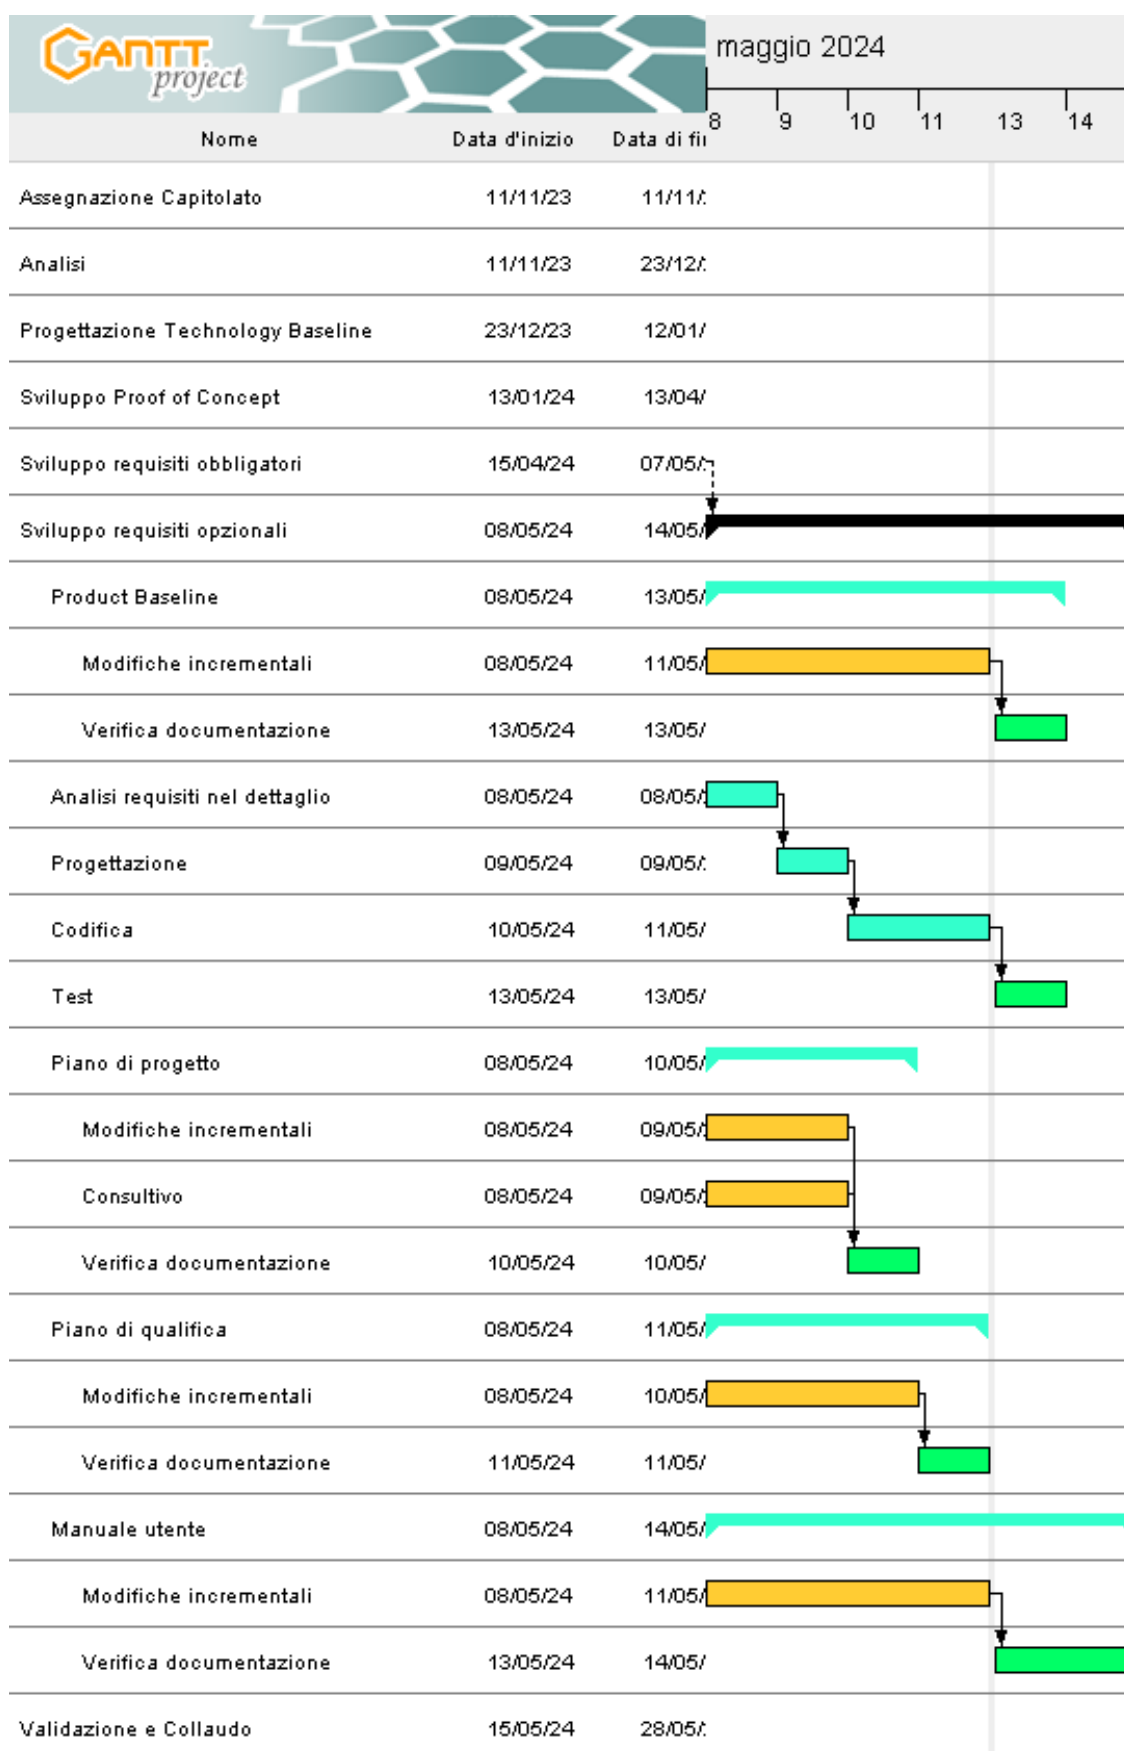 GANTT
project
maggio 2024
8 9 10 11 13 14
Nome Data d'inizio Data di fi
Assegnazione Capitolato 11/11/23 11/11/
Analisi 11/11/23 23/12/
Progettazione Technology Baseline 23/12/23 12/01/
Sviluppo Proof of Concept 13/01/24 13/04/
Sviluppo requisiti obbligatori 15/04/24 07/05/
Sviluppo requisiti opzionali 08/05/24 14/05/
Product Baseline 08/05/24 13/05/
Modifiche incrementali 08/05/24 11/05/
Verifica documentazione 13/05/24 13/05/
Analisi requisiti nel dettaglio 08/05/24 08/05/
Progettazione 09/05/24 09/05/
Codifica 10/05/24 11/05/
Test 13/05/24 13/05/
Piano di progetto 08/05/24 10/05/
Modifiche incrementali 08/05/24 09/05/
Consultivo 08/05/24 09/05/
Verifica documentazione 10/05/24 10/05/
Piano di qualifica 08/05/24 11/05/
Modifiche incrementali 08/05/24 10/05/
Verifica documentazione 11/05/24 11/05/
Manuale utente 08/05/24 14/05/
Modifiche incrementali 08/05/24 11/05/
Verifica documentazione 13/05/24 14/05/
Validazione e Collaudo 15/05/24 28/05/